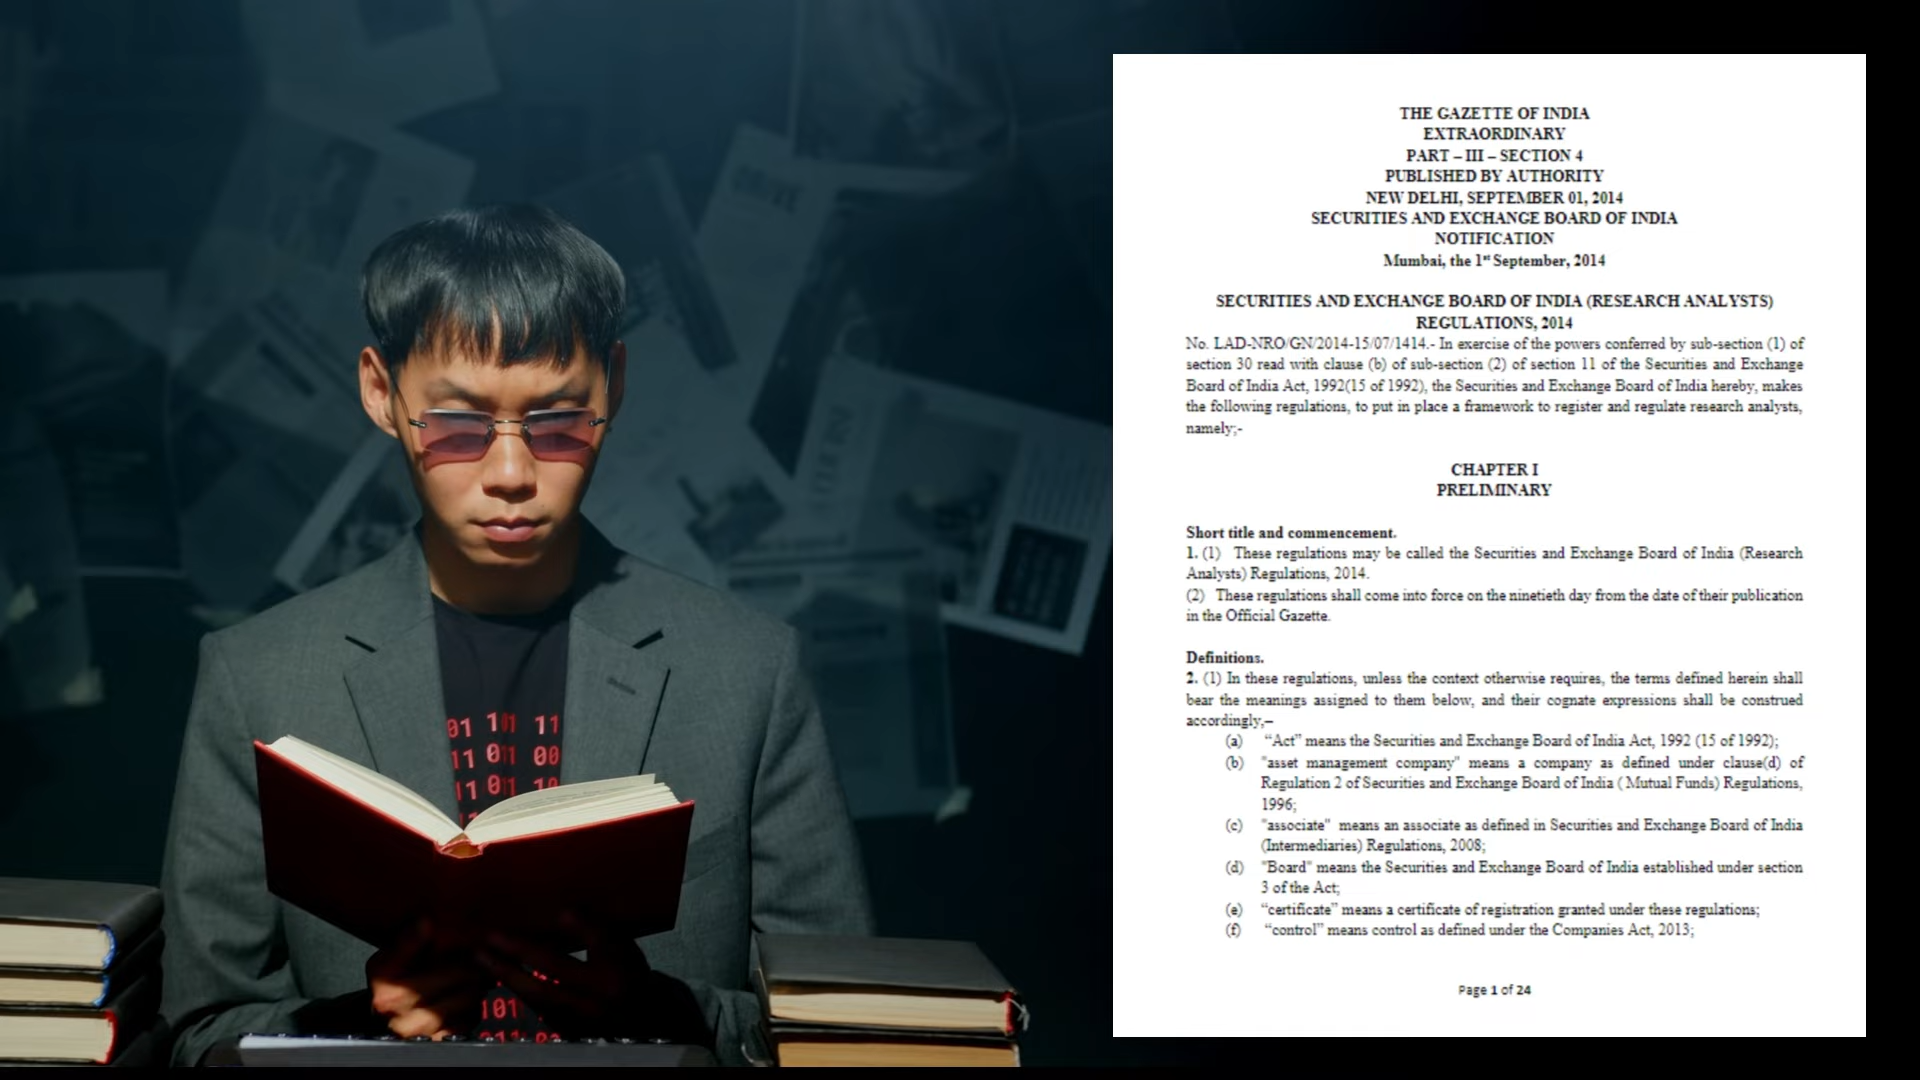 THE GAZETTE OF INDIA
EXTRAORDINARY
PART – III – SECTION 4
PUBLISHED BY AUTHORITY
NEW DELHI, SEPTEMBER 01, 2014
SECURITIES AND EXCHANGE BOARD OF INDIA
NOTIFICATION
Mumbai, the 1st September, 2014
SECURITIES AND EXCHANGE BOARD OF INDIA (RESEARCH ANALYSTS)
REGULATIONS, 2014
No. LAD-NRO/GN/2014-15/07/1414.- In exercise of the powers conferred by sub-section (1) of
section 30 read with clause (b) of sub-section (2) of section 11 of the Securities and Exchange
Board of India Act, 1992(15 of 1992), the Securities and Exchange Board of India hereby, makes
the following regulations, to put in place a framework to register and regulate research analysts,
namely;-
CHAPTER I
PRELIMINARY
Short title and commencement.
1. (1) These regulations may be called the Securities and Exchange Board of India (Research
Analysts) Regulations, 2014.
(2) These regulations shall come into force on the ninetieth day from the date of their publication
in the Official Gazette.
Definitions.
2. (1) In these regulations, unless the context otherwise requires, the terms defined herein shall
bear the meanings assigned to them below, and their cognate expressions shall be construed
accordingly,–
(a) “Act” means the Securities and Exchange Board of India Act, 1992 (15 of 1992);
(b) "asset management company" means a company as defined under clause(d) of
Regulation 2 of Securities and Exchange Board of India ( Mutual Funds) Regulations,
1996;
(c) "associate" means an associate as defined in Securities and Exchange Board of India
(Intermediaries) Regulations, 2008;
(d) "Board" means the Securities and Exchange Board of India established under section
3 of the Act;
(e) “certificate” means a certificate of registration granted under these regulations;
(f) “control” means control as defined under the Companies Act, 2013;
Page 1 of 24
01 101 11
11 011 00
11 01 10
101